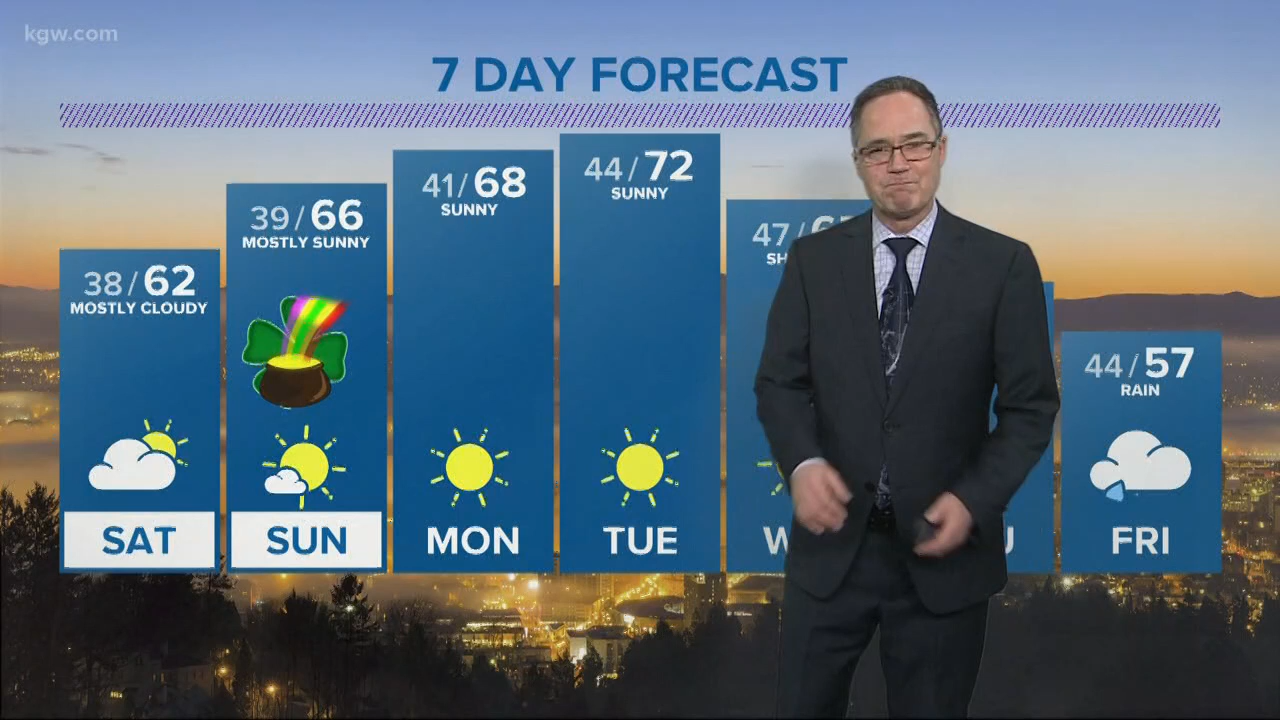 kgw.com
7 DAY FORECAST
38/62
MOSTLY CLOUDY
SAT
39/66
MOSTLY SUNNY
SUN
41/68
SUNNY
MON
44/72
SUNNY
TUE
47/
44/57
RAIN
FRI